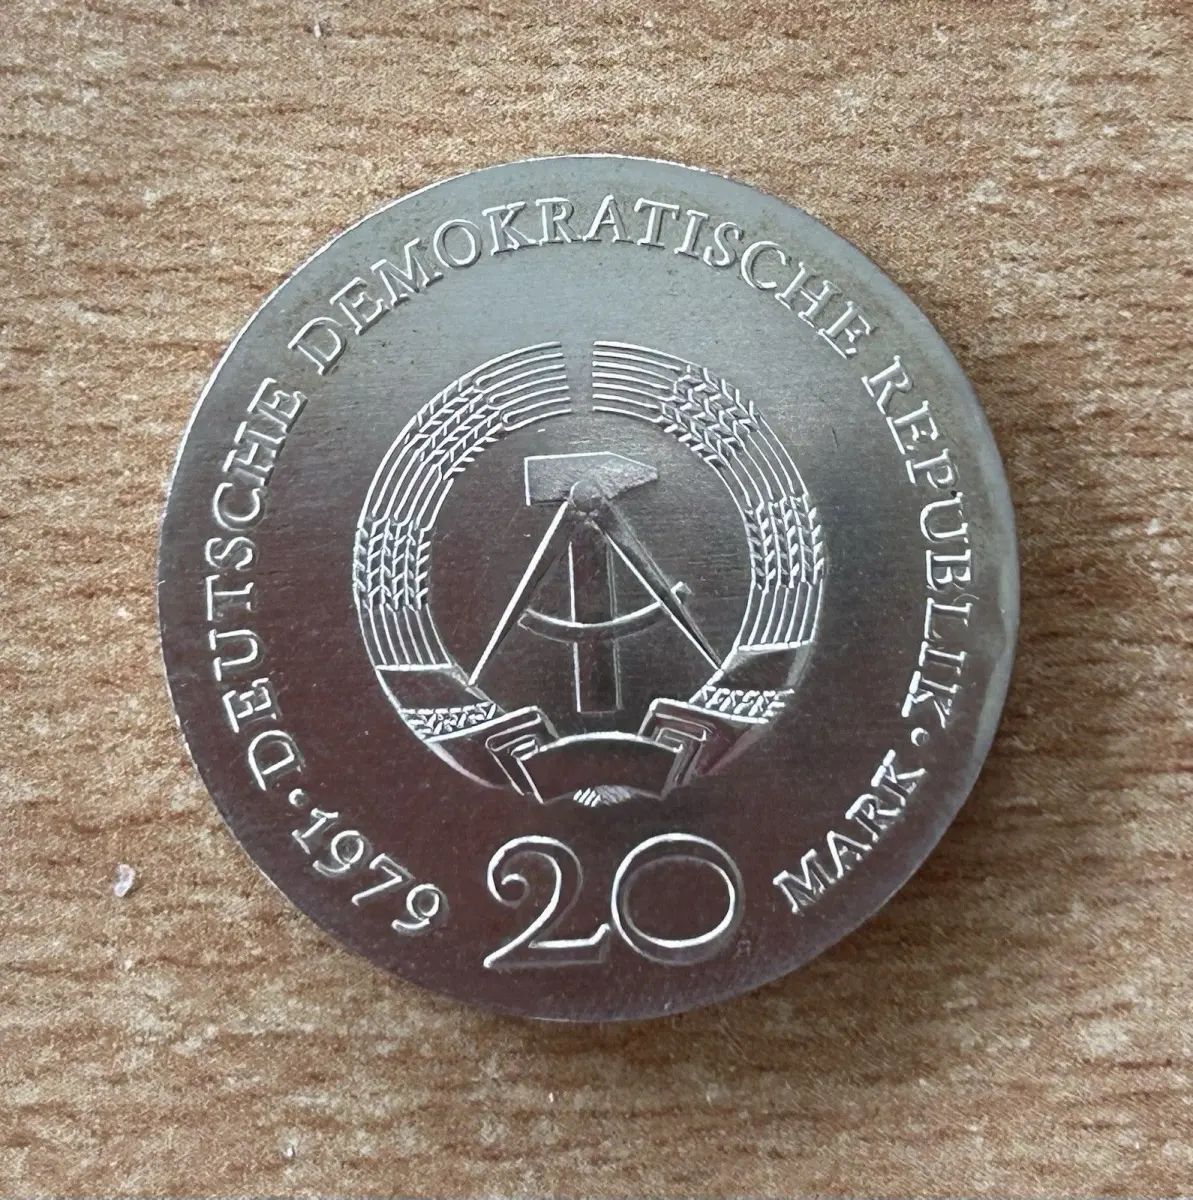 DEUTSCHE DEMOKRATISCHE REPUBLIK · MARK
20
· 1979